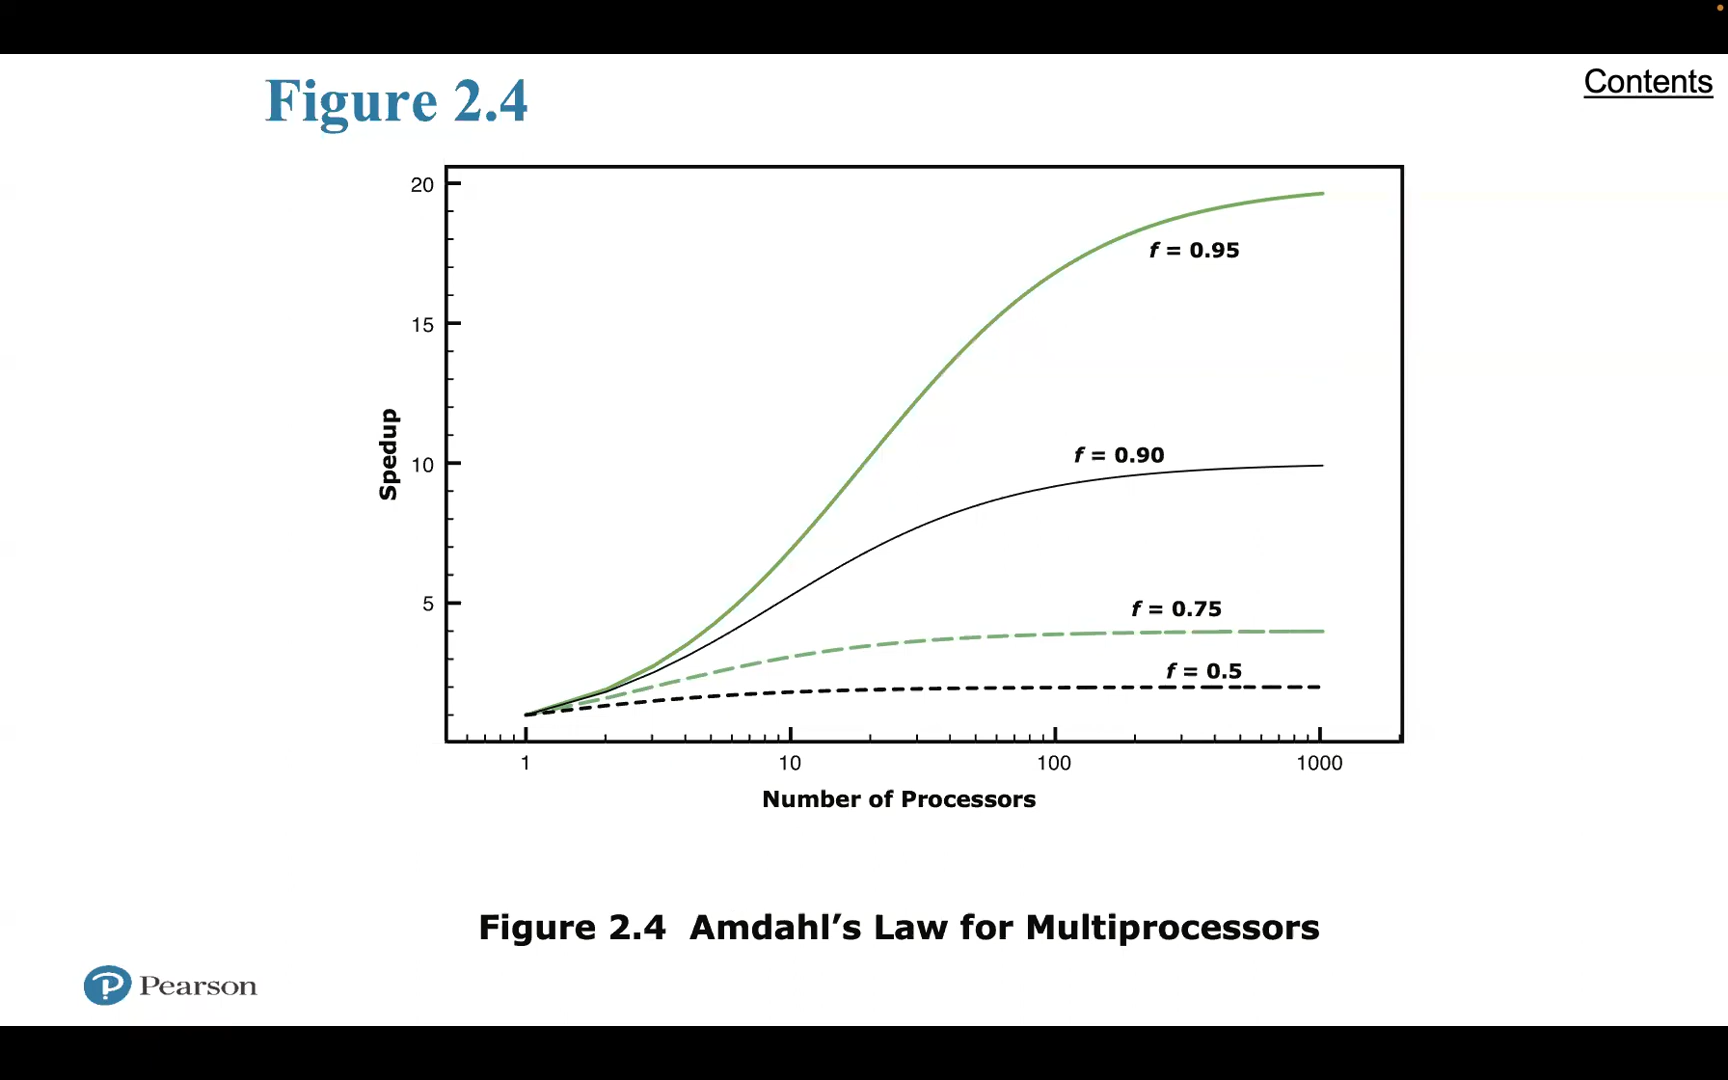 Contents
Figure 2.4
20
15
10
5
Spedup
f = 0.95
f = 0.90
f = 0.75
f = 0.5
1 10 100 1000
Number of Processors
Figure 2.4 Amdahl’s Law for Multiprocessors
P Pearson